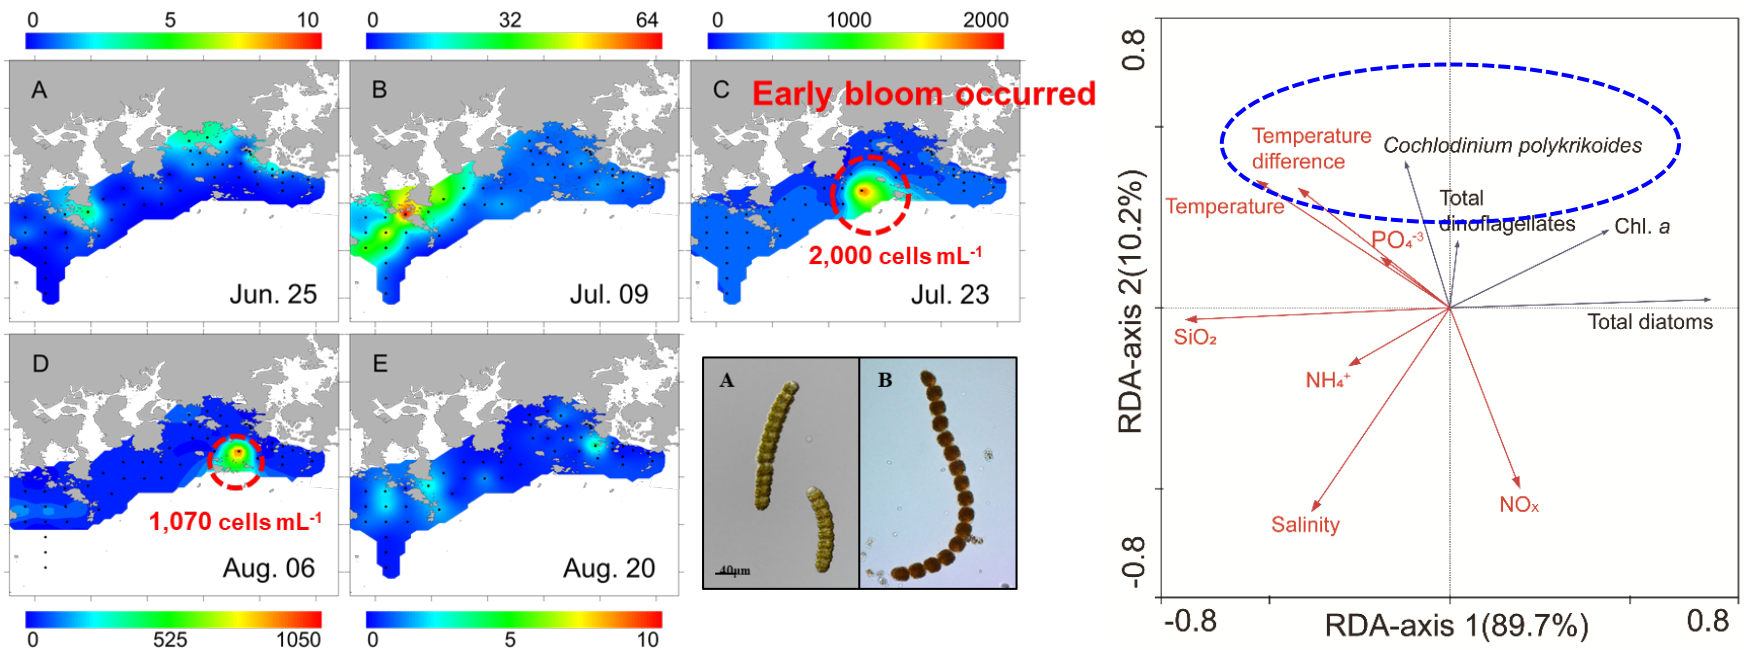 0 5 10
0 32 64
0 1000 2000
A
B
C
Early bloom occurred
2,000 cells mL⁻¹
Jun. 25
Jul. 09
Jul. 23
D
E
1,070 cells mL⁻¹
Aug. 06
Aug. 20
0 525 1050
0 5 10
A
B
40μm
0.8
RDA-axis 2(10.2%)
-0.8
Temperature
difference
Cochlodinium polykrikoides
Temperature
Total
dinoflagellates
Chl. a
PO₄⁻³
Total diatoms
SiO₂
NH₄⁺
NOx
Salinity
-0.8
RDA-axis 1(89.7%)
0.8